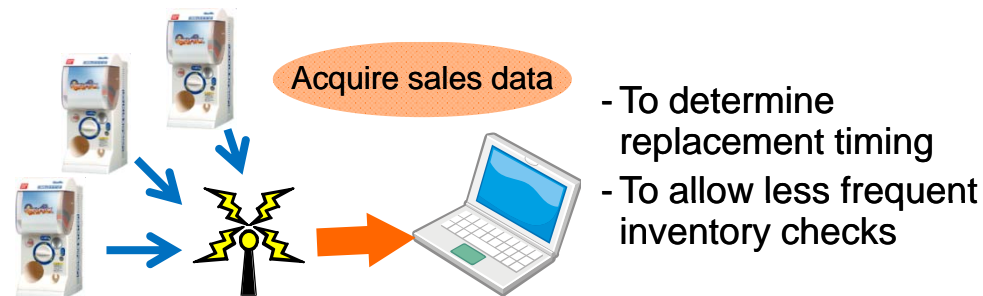 Acquire sales data
- To determine
replacement timing
- To allow less frequent
inventory checks